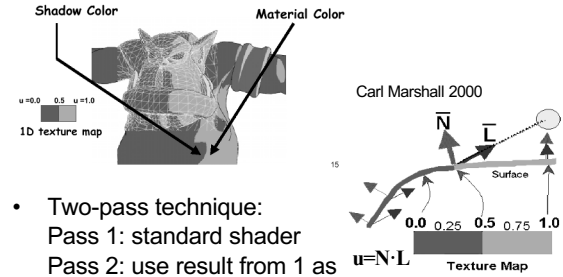 Shadow Color
Material Color
u =0.0 0.5 u =1.0
1D texture map
Carl Marshall 2000
N L
15
Surface
0.0 0.25 0.5 0.75 1.0
u=N·L
Texture Map
• Two-pass technique:
Pass 1: standard shader
Pass 2: use result from 1 as